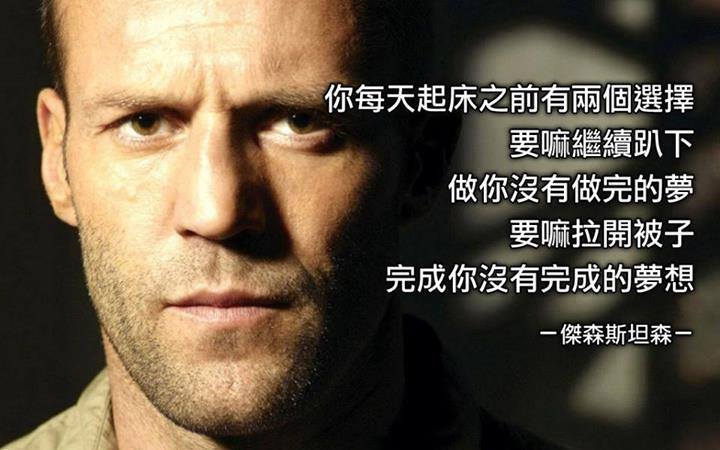 你每天起床之前有兩個選擇
要嘛繼續趴下
做你沒有做完的夢
要嘛拉開被子
完成你沒有完成的夢想
－傑森斯坦森－